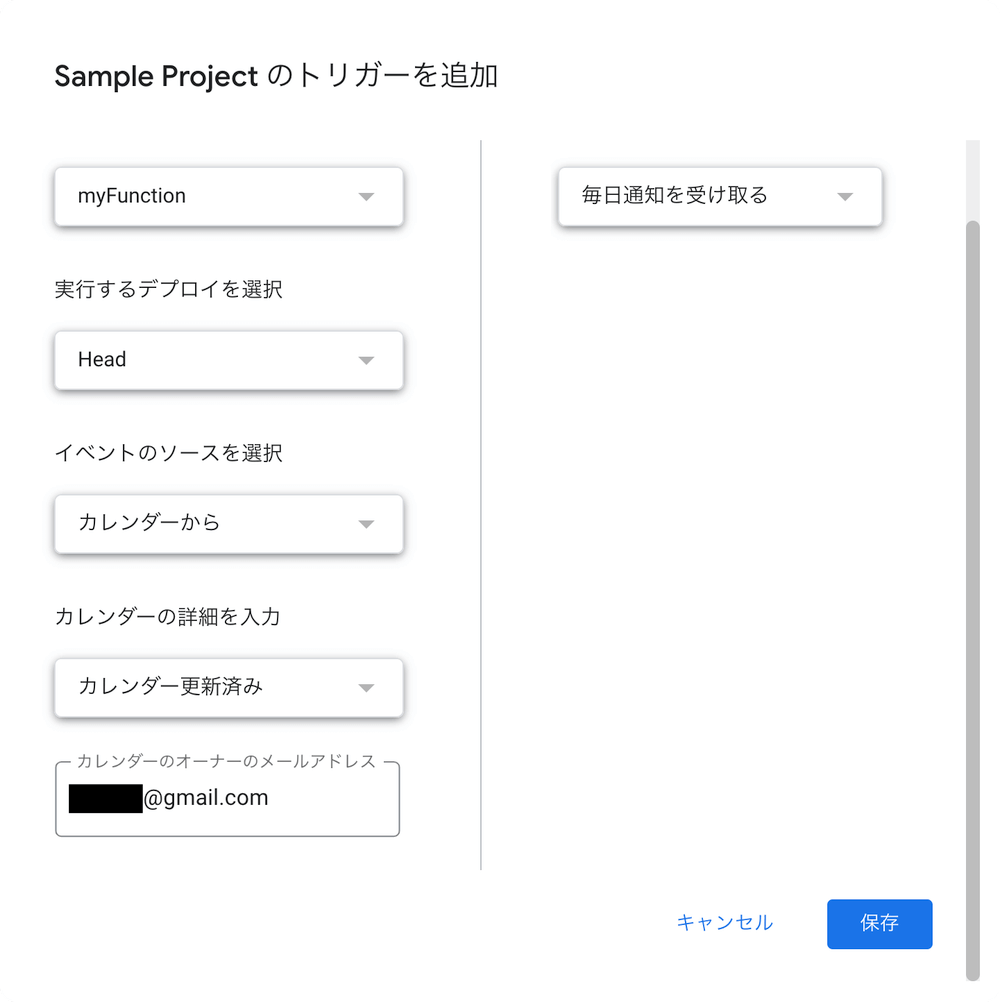 Sample Project のトリガーを追加
myFunction
実行するデプロイを選択
Head
イベントのソースを選択
カレンダーから
カレンダーの詳細を入力
カレンダー更新済み
カレンダーのオーナーのメールアドレス
@gmail.com
毎日通知を受け取る
キャンセル
保存